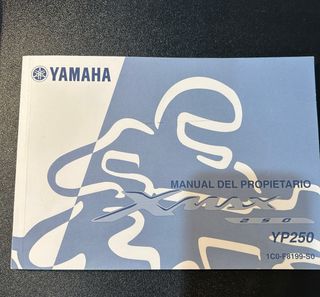 YAMAHA
MANUAL DEL PROPIETARIO
XMAX
250
YP250
1C0-F8199-S0